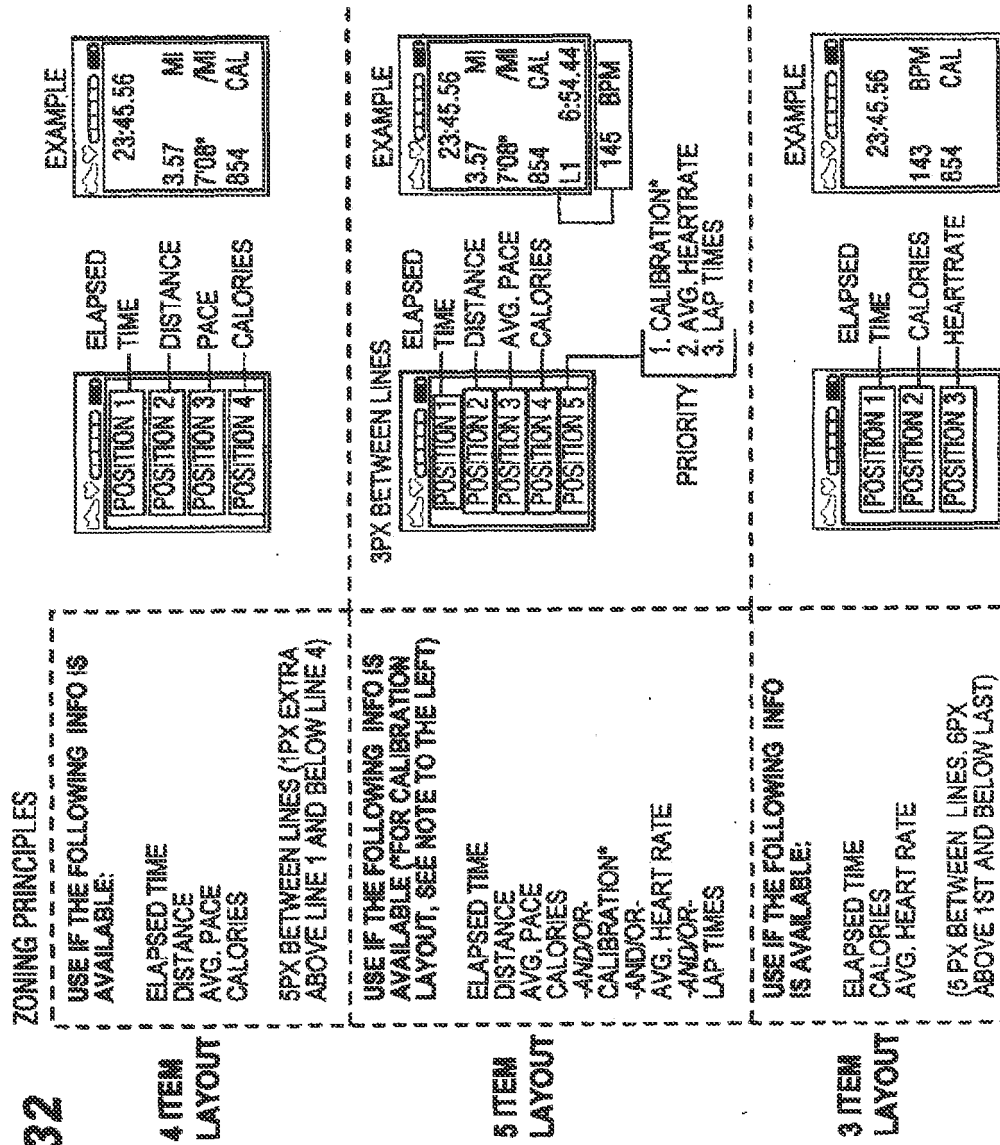 32
ZONING PRINCIPLES
4 ITEM
LAYOUT
USE IF THE FOLLOWING INFO IS
AVAILABLE:
ELAPSED TIME
DISTANCE
AVG. PACE
CALORIES
5PX BETWEEN LINES (1PX EXTRA
ABOVE LINE 1 AND BELOW LINE 4)
POSITION 1
POSITION 2
POSITION 3
POSITION 4
ELAPSED
TIME
DISTANCE
PACE
CALORIES
EXAMPLE
23:45.56
3.57 MI
7'08" /MI
854 CAL
5 ITEM
LAYOUT
USE IF THE FOLLOWING INFO IS
AVAILABLE (*FOR CALIBRATION
LAYOUT, SEE NOTE TO THE LEFT)
ELAPSED TIME
DISTANCE
AVG. PACE
CALORIES
-AND/OR-
CALIBRATION*
-AND/OR-
AVG. HEART RATE
-AND/OR-
LAP TIMES
3PX BETWEEN LINES
POSITION 1
POSITION 2
POSITION 3
POSITION 4
POSITION 5
ELAPSED
TIME
DISTANCE
AVG. PACE
CALORIES
PRIORITY
1. CALIBRATION*
2. AVG. HEARTRATE
3. LAP TIMES
EXAMPLE
23:45.56
3.57 MI
7'08" /MI
854 CAL
L1 6:54.44
145 BPM
3 ITEM
LAYOUT
USE IF THE FOLLOWING INFO
IS AVAILABLE:
ELAPSED TIME
CALORIES
AVG. HEART RATE
(5 PX BETWEEN LINES. 6PX
ABOVE 1ST AND BELOW LAST)
POSITION 1
POSITION 2
POSITION 3
ELAPSED
TIME
CALORIES
HEARTRATE
EXAMPLE
23:45.56
143 BPM
854 CAL